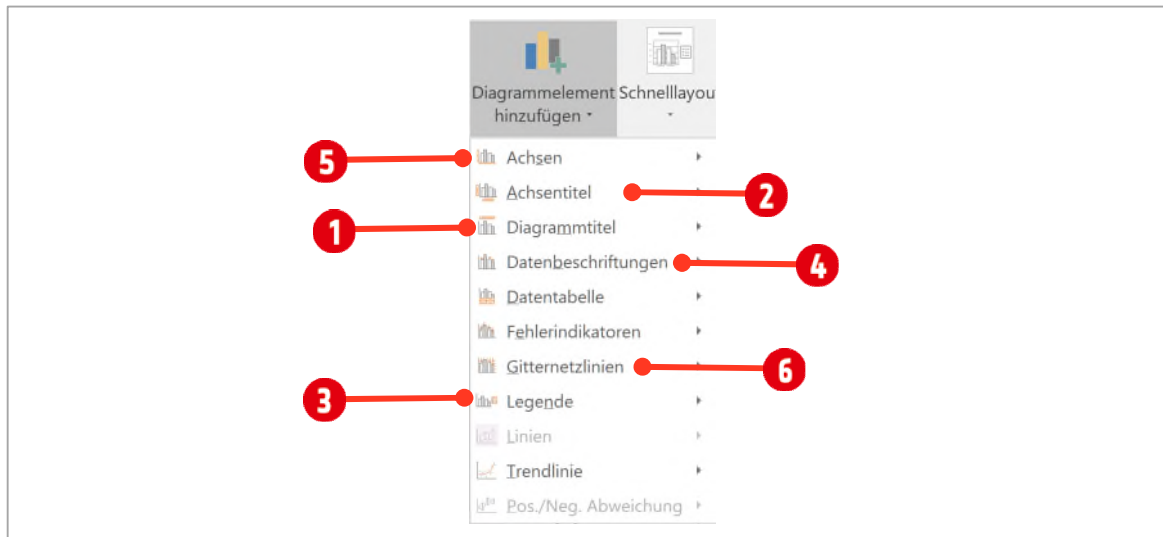 Diagrammelement Schnelllayou
hinzufügen
5 Achsen
Achsentitel 2
1 Diagrammtitel
Datenbeschriftungen 4
Datentabelle
Fehlerindikatoren
Gitternetzlinien 6
3 Legende
Linien
Trendlinie
Pos./Neg. Abweichung